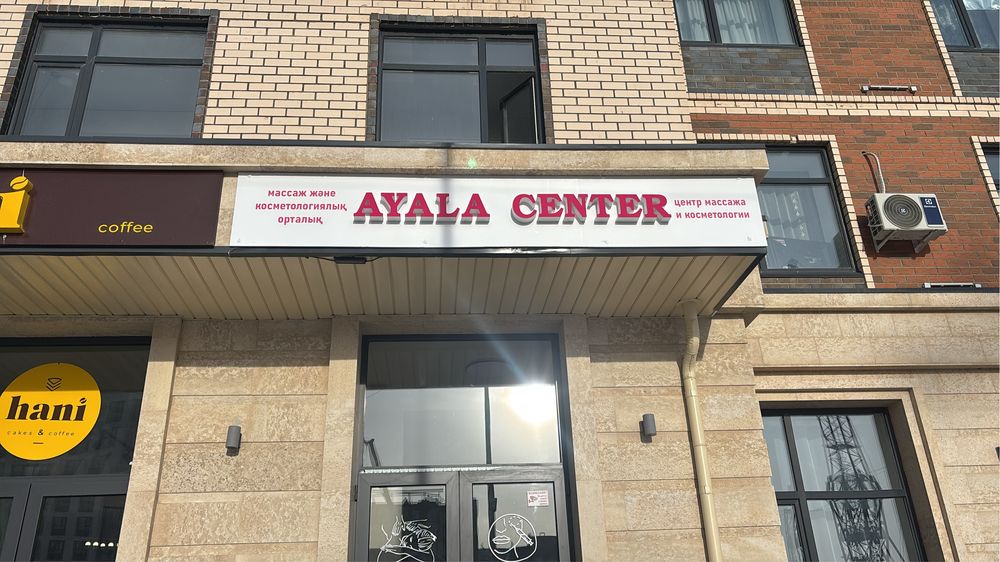 coffee
массаж және
косметологиялық
орталық
AYALA CENTER
центр массажа
и косметологии
hani
cakes & coffee